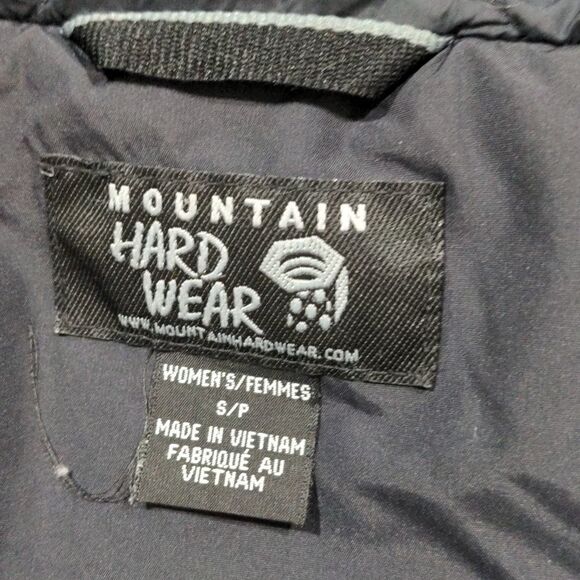 MOUNTAIN
HARD
WEAR
WWW.MOUNTAINHARDWEAR.COM
WOMEN'S/FEMMES
S/P
MADE IN VIETNAM
FABRIQUÉ AU
VIETNAM